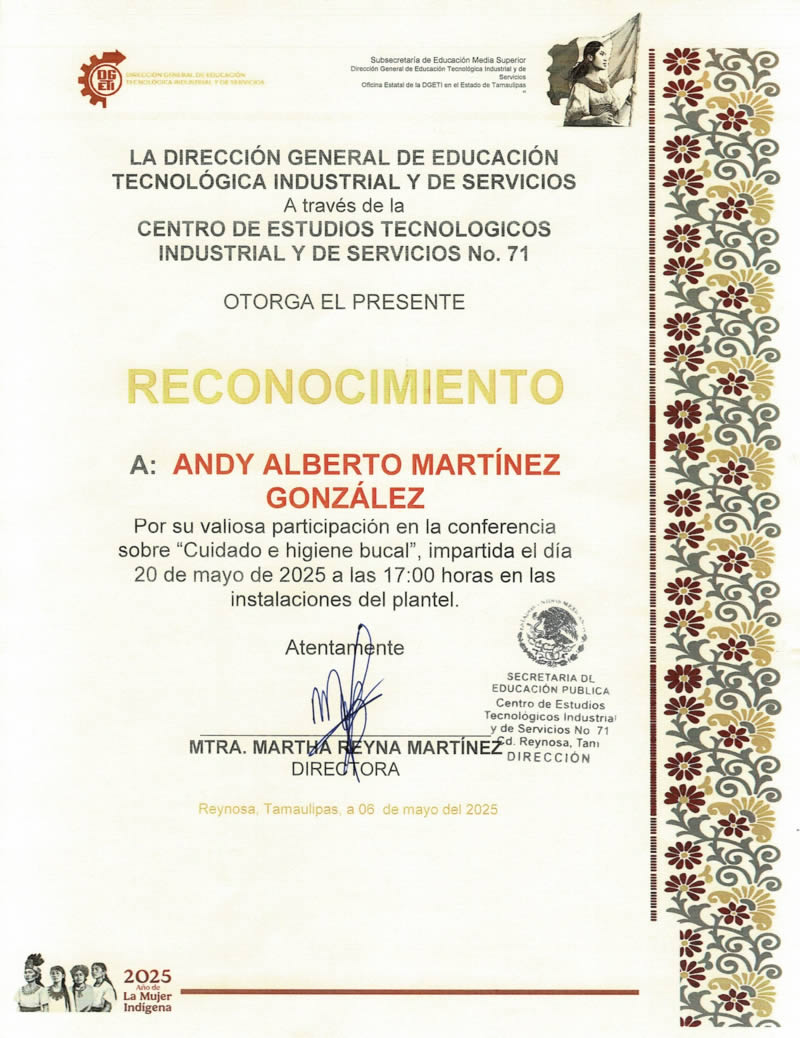 DG
ETI
DIRECCIÓN GENERAL DE EDUCACIÓN
TECNOLÓGICA INDUSTRIAL Y DE SERVICIOS
Subsecretaría de Educación Media Superior
Dirección General de Educación Tecnológica Industrial y de
Servicios
Oficina Estatal de la DGETI en el Estado de Tamaulipas
"
LA DIRECCIÓN GENERAL DE EDUCACIÓN
TECNOLÓGICA INDUSTRIAL Y DE SERVICIOS
A través de la
CENTRO DE ESTUDIOS TECNOLOGICOS
INDUSTRIAL Y DE SERVICIOS No. 71
OTORGA EL PRESENTE
RECONOCIMIENTO
A: ANDY ALBERTO MARTÍNEZ
GONZÁLEZ
Por su valiosa participación en la conferencia
sobre “Cuidado e higiene bucal”, impartida el día
20 de mayo de 2025 a las 17:00 horas en las
instalaciones del plantel.
Atentamente
MTRA. MARTHA REYNA MARTÍNEZ
DIRECTORA
SECRETARIA DE
EDUCACIÓN PUBLICA
Centro de Estudios
Tecnológicos Industrial
y de Servicios No 71
Cd. Reynosa, Tam
DIRECCIÓN
Reynosa, Tamaulipas, a 06 de mayo del 2025
2025
Año de
La Mujer
Indígena